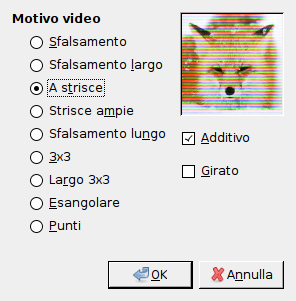 Motivo video
Sfalsamento
Sfalsamento largo
A strisce
Strisce ampie
Sfalsamento lungo
3x3
Largo 3x3
Esangolare
Punti
Additivo
Girato
OK
Annulla